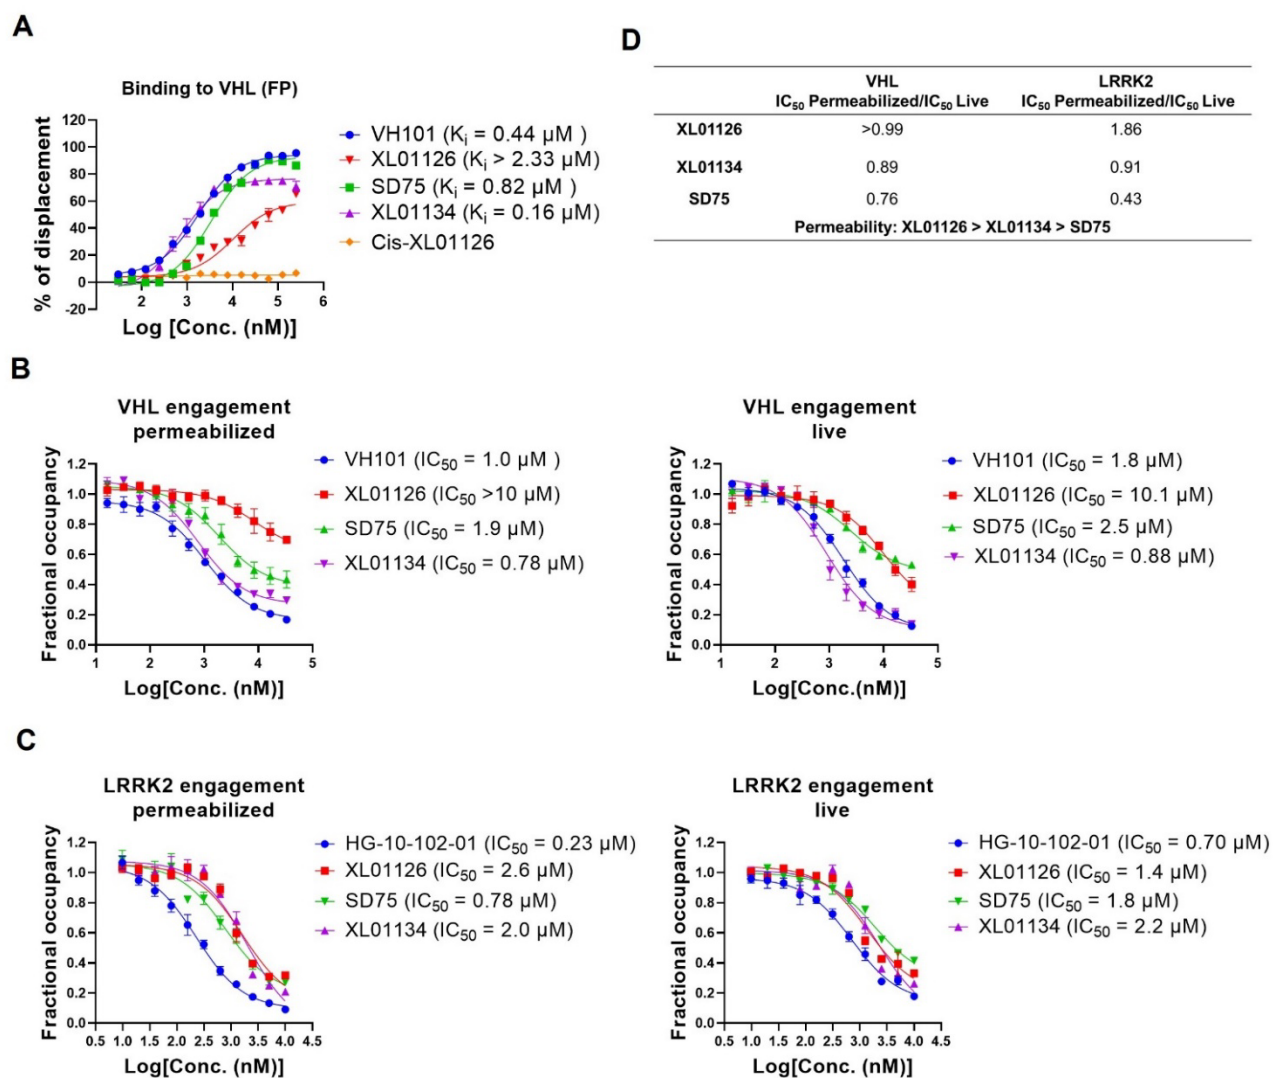 A
Binding to VHL (FP)
% of displacement
120
100
80
60
40
20
0
-20
2 3 4 5 6
Log [Conc. (nM)]
VH101 (Ki = 0.44 µM)
XL01126 (Ki > 2.33 µM)
SD75 (Ki = 0.82 µM )
XL01134 (Ki = 0.16 µM)
Cis-XL01126
D
VHL LRRK2
IC50 Permeabilized/IC50 Live IC50 Permeabilized/IC50 Live
XL01126 >0.99 1.86
XL01134 0.89 0.91
SD75 0.76 0.43
Permeability: XL01126 > XL01134 > SD75
B
VHL engagement
permeabilized
Fractional occupancy
1.2
1.0
0.8
0.6
0.4
0.2
0.0
1 2 3 4 5
Log[Conc. (nM)]
VH101 (IC50 = 1.0 µM )
XL01126 (IC50 >10 µM)
SD75 (IC50 = 1.9 µM)
XL01134 (IC50 = 0.78 µM)
VHL engagement
live
Fractional occupancy
1.2
1.0
0.8
0.6
0.4
0.2
0.0
1 2 3 4 5
Log[Conc.(nM)]
VH101 (IC50 = 1.8 µM)
XL01126 (IC50 = 10.1 µM)
SD75 (IC50 = 2.5 µM)
XL01134 (IC50 = 0.88 µM)
C
LRRK2 engagement
permeabilized
Fractional occupancy
1.2
1.0
0.8
0.6
0.4
0.2
0.0
0.5 1.0 1.5 2.0 2.5 3.0 3.5 4.0 4.5
Log[Conc. (nM)]
HG-10-102-01 (IC50 = 0.23 µM)
XL01126 (IC50 = 2.6 µM)
SD75 (IC50 = 0.78 µM)
XL01134 (IC50 = 2.0 µM)
LRRK2 engagement
live
Fractional occupancy
1.2
1.0
0.8
0.6
0.4
0.2
0.0
0.5 1.0 1.5 2.0 2.5 3.0 3.5 4.0 4.5
Log[Conc. (nM)]
HG-10-102-01 (IC50 = 0.70 µM)
XL01126 (IC50 = 1.4 µM)
SD75 (IC50 = 1.8 µM)
XL01134 (IC50 = 2.2 µM)